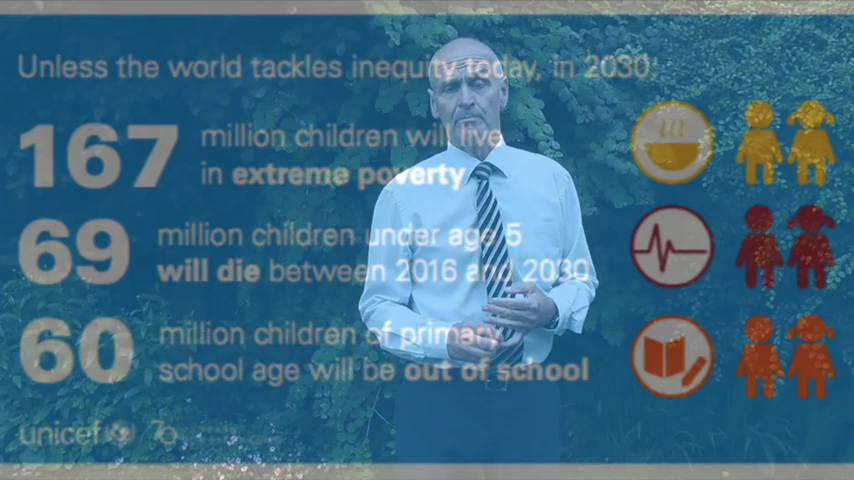 Unless the world tackles inequity today, in 2030
167 million children will live
in extreme poverty
69 million children under age 5
will die between 2016 and 2030
60 million children of primary
school age will be out of school
unicef 70